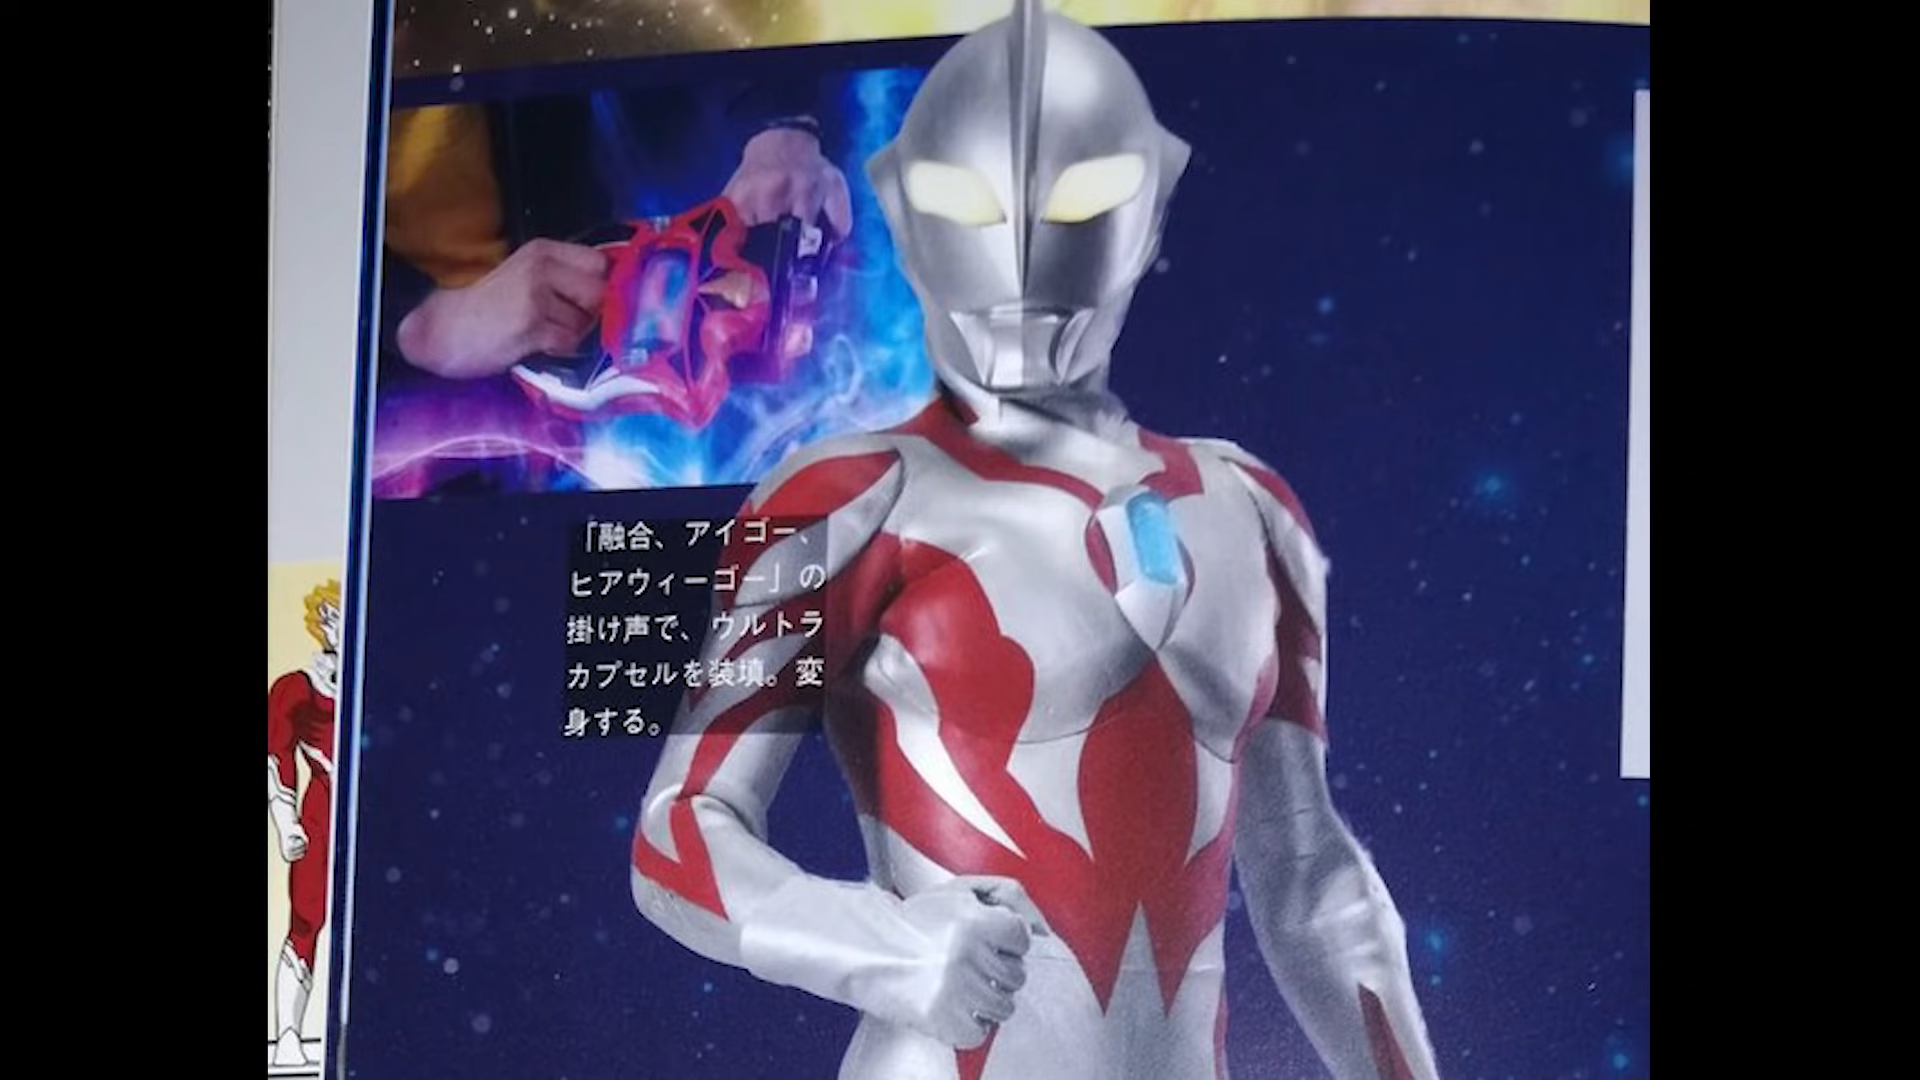 「融合、アイゴー、
ヒアウィーゴー」の
掛け声で、ウルトラ
カプセルを装填。変
身する。